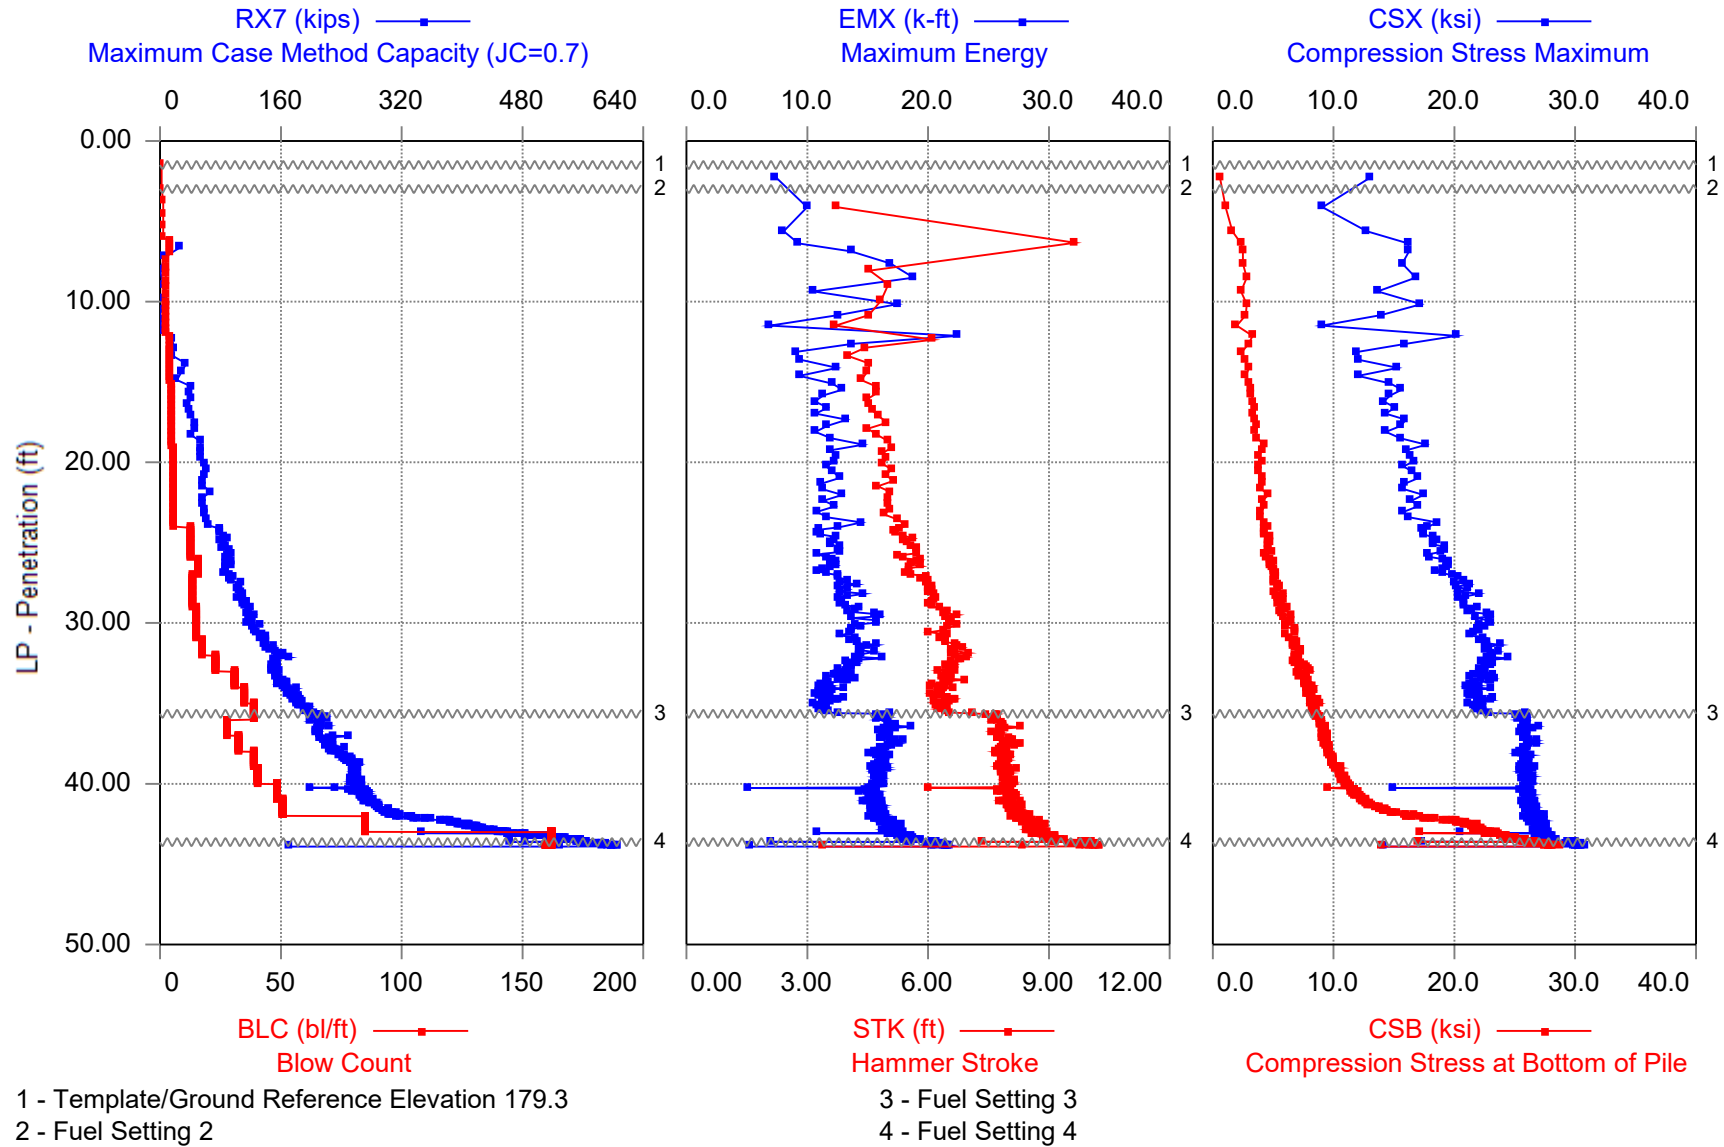 RX7 (kips)
Maximum Case Method Capacity (JC=0.7)
EMX (k-ft)
Maximum Energy
CSX (ksi)
Compression Stress Maximum
0 160 320 480 640
0.0 10.0 20.0 30.0 40.0
0.0 10.0 20.0 30.0 40.0
0.00
10.00
20.00
30.00
40.00
50.00
LP - Penetration (ft)
1 1
2 2
3 3
4 4
1
2
3
4
0 50 100 150 200
0.00 3.00 6.00 9.00 12.00
0.0 10.0 20.0 30.0 40.0
BLC (bl/ft)
Blow Count
STK (ft)
Hammer Stroke
CSB (ksi)
Compression Stress at Bottom of Pile
1 - Template/Ground Reference Elevation 179.3
2 - Fuel Setting 2
3 - Fuel Setting 3
4 - Fuel Setting 4